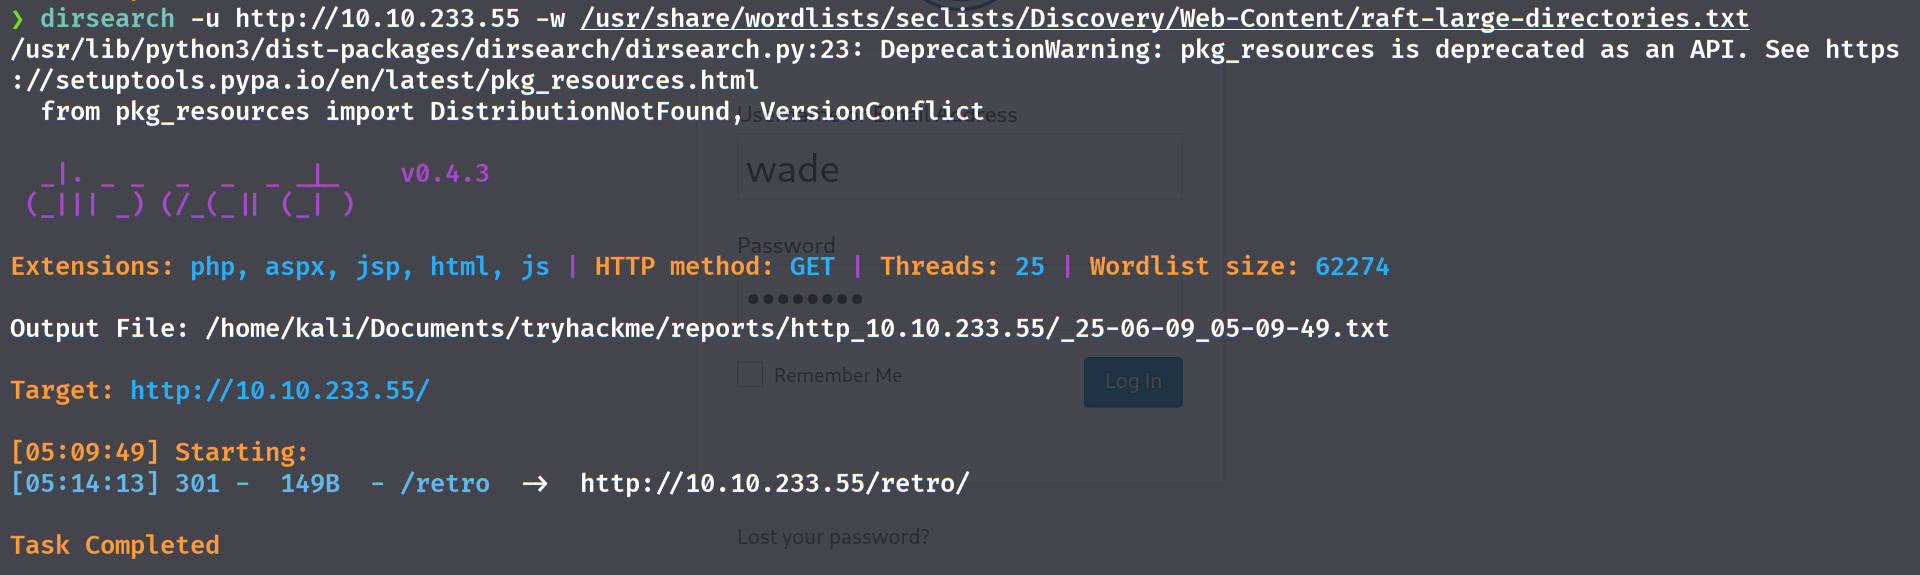 ❯ dirsearch -u http://10.10.233.55 -w /usr/share/wordlists/seclists/Discovery/Web-Content/raft-large-directories.txt
/usr/lib/python3/dist-packages/dirsearch/dirsearch.py:23: DeprecationWarning: pkg_resources is deprecated as an API. See https
://setuptools.pypa.io/en/latest/pkg_resources.html
  from pkg_resources import DistributionNotFound, VersionConflict
Username or Email Address
  _|. _ _  _  _  _ _|_    v0.4.3
wade
 (_||| _) (/_(_|| (_| )
Password
Extensions: php, aspx, jsp, html, js | HTTP method: GET | Threads: 25 | Wordlist size: 62274
••••••••
Output File: /home/kali/Documents/tryhackme/reports/http_10.10.233.55/_25-06-09_05-09-49.txt
Remember Me
Log In
Target: http://10.10.233.55/
[05:09:49] Starting:
[05:14:13] 301 -  149B  - /retro  ->  http://10.10.233.55/retro/
Lost your password?
Task Completed